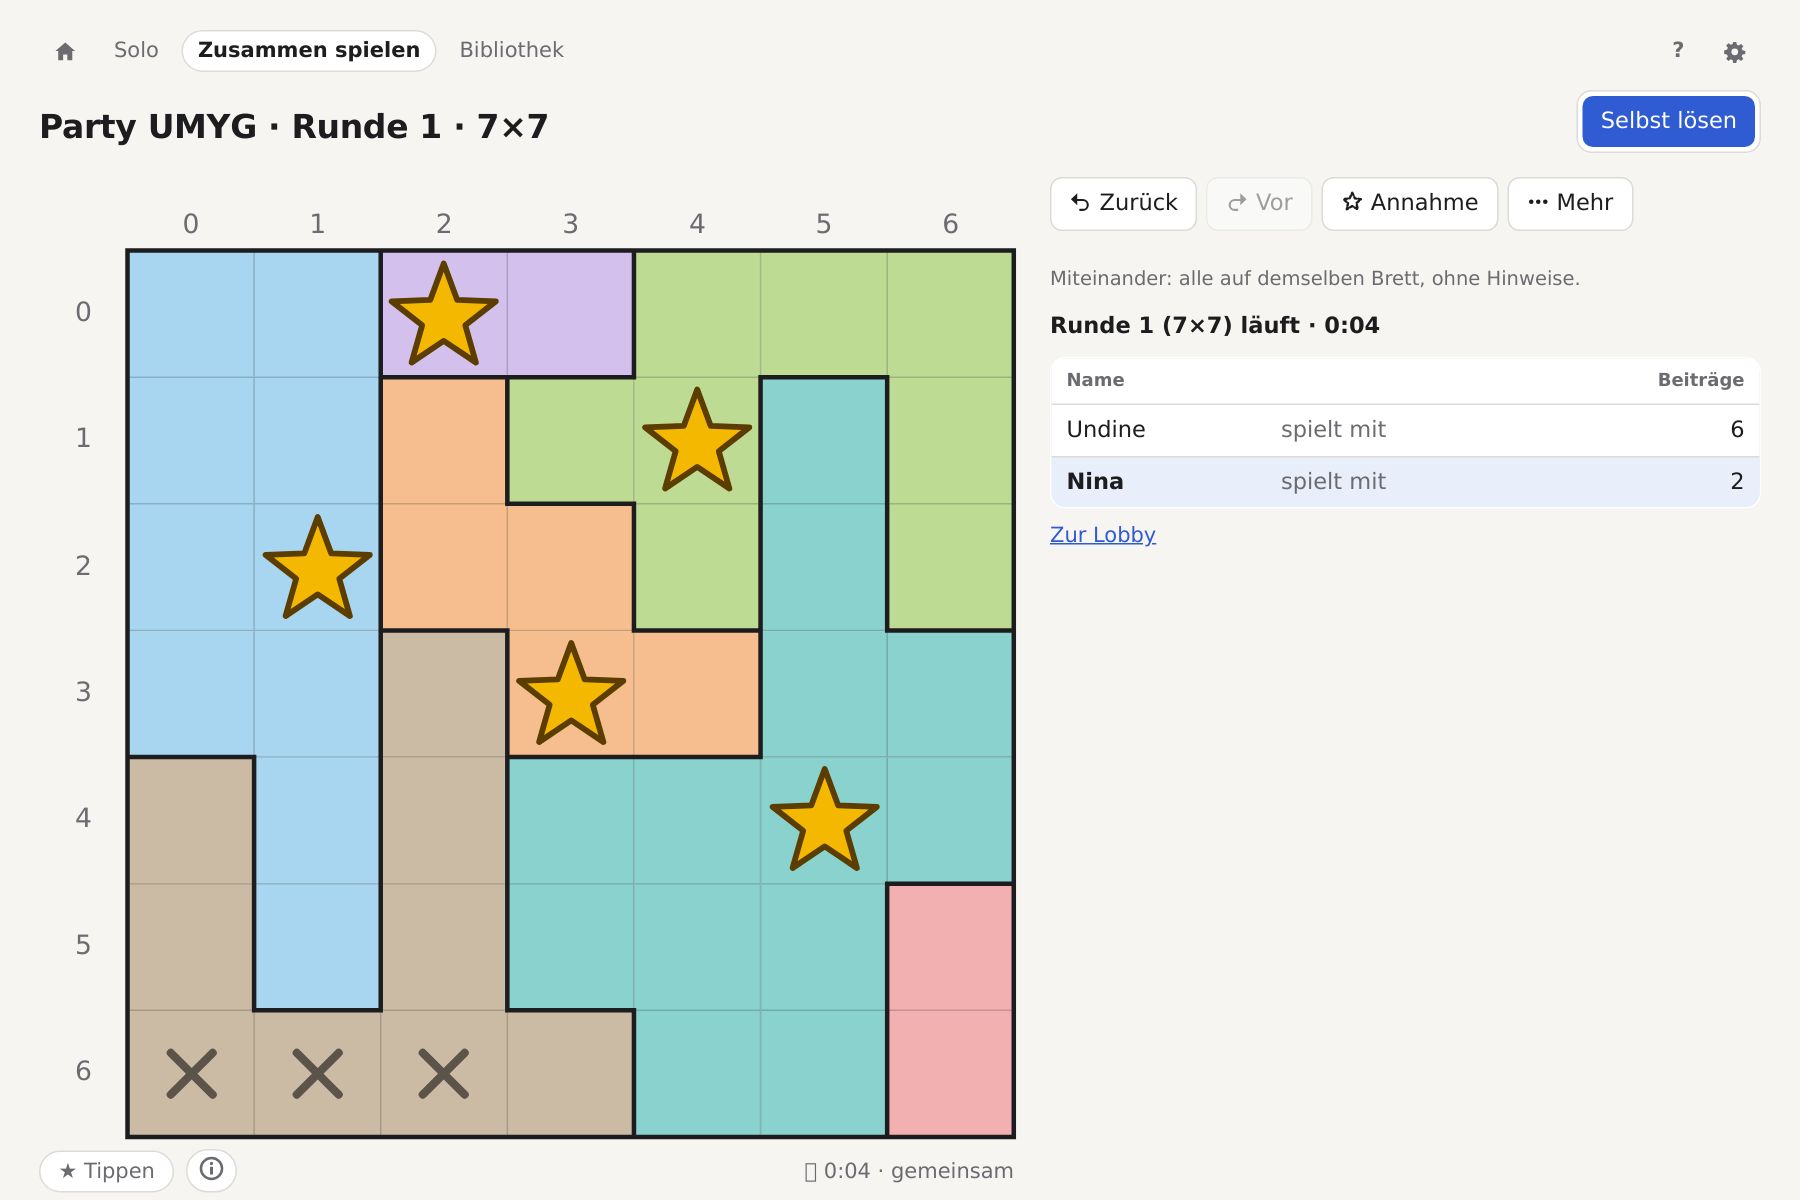 Solo Zusammen spielen Bibliothek ?
Party UMYG · Runde 1 · 7×7
Selbst lösen
Zurück Vor Annahme ··· Mehr
0 1 2 3 4 5 6
0
1
2
3
4
5
6
Miteinander: alle auf demselben Brett, ohne Hinweise.
Runde 1 (7×7) läuft · 0:04
Name Beiträge
Undine spielt mit 6
Nina spielt mit 2
Zur Lobby
★ Tippen
0:04 · gemeinsam